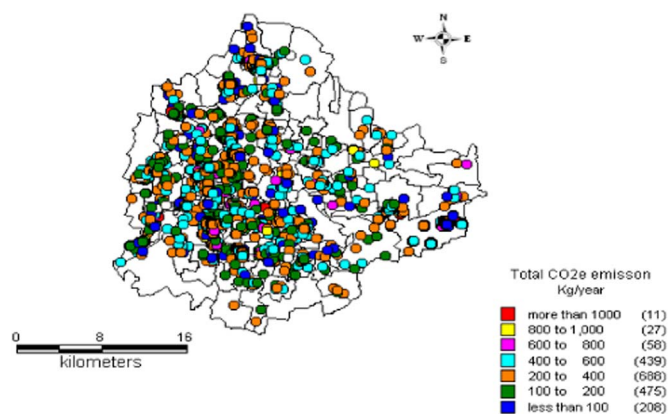 N
W E
S
Total CO2e emisson
Kg/year
more than 1000 (11)
800 to 1,000 (27)
600 to 800 (58)
400 to 600 (439)
200 to 400 (688)
100 to 200 (475)
less than 100 (208)
0 8 16
kilometers